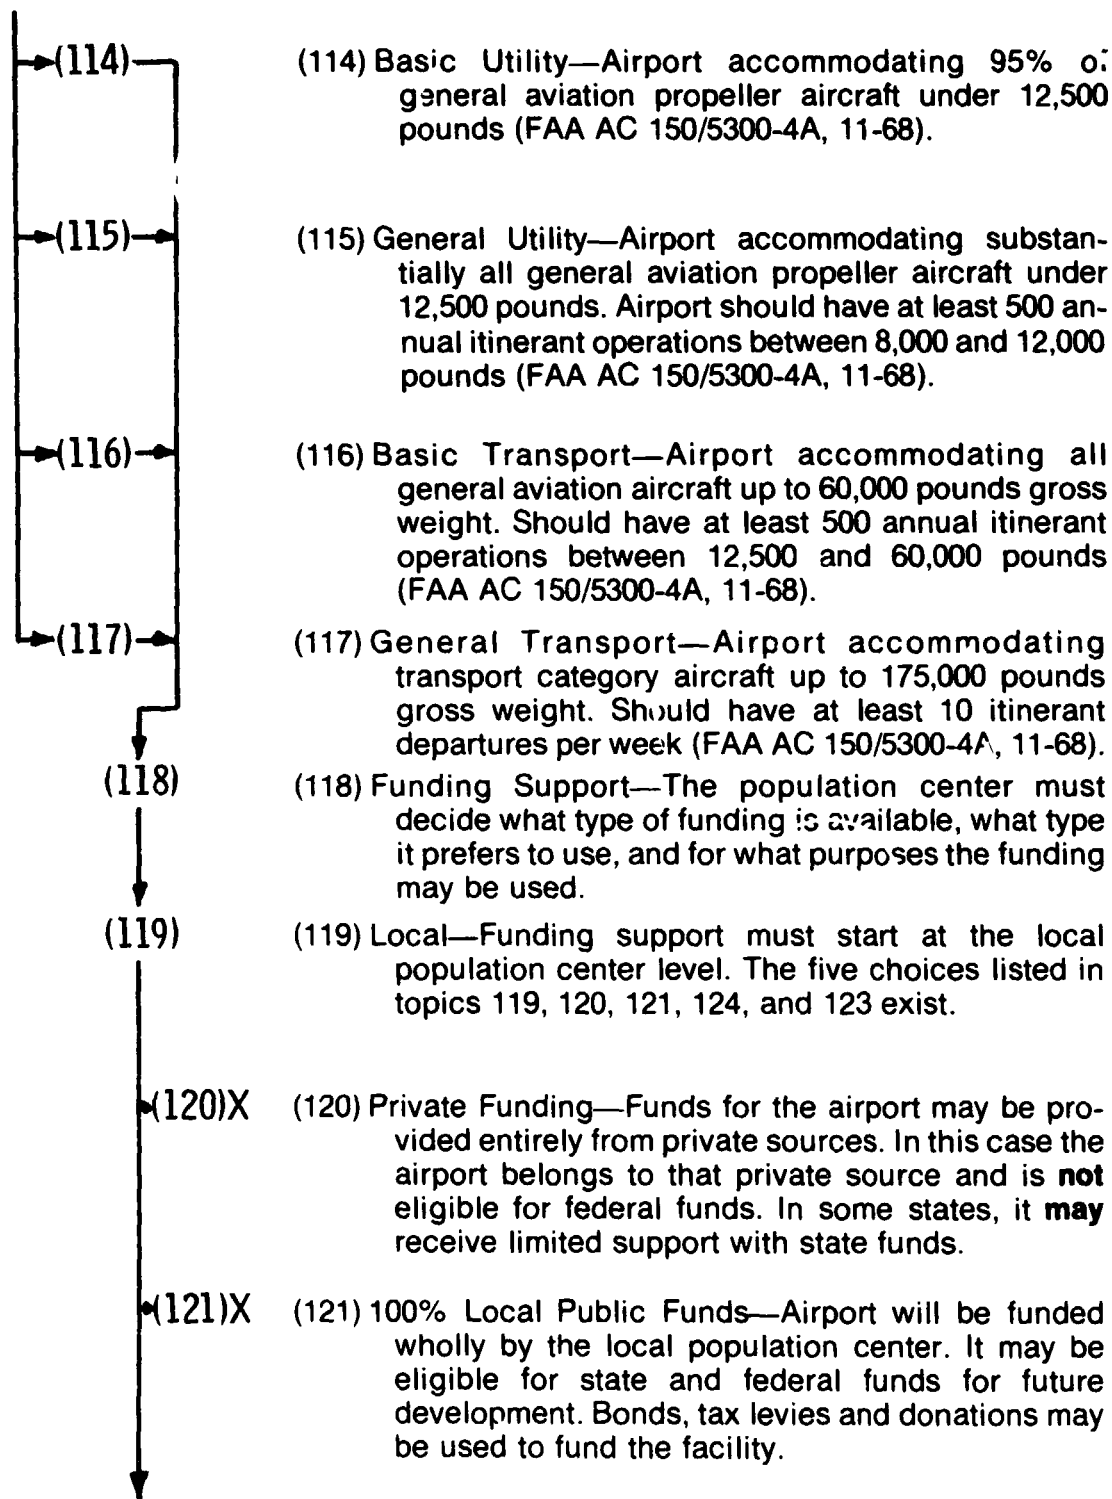 (114) (114) Basic Utility—Airport accommodating 95% of
general aviation propeller aircraft under 12,500
pounds (FAA AC 150/5300-4A, 11-68).
(115) (115) General Utility—Airport accommodating substan-
tially all general aviation propeller aircraft under
12,500 pounds. Airport should have at least 500 an-
nual itinerant operations between 8,000 and 12,000
pounds (FAA AC 150/5300-4A, 11-68).
(116) (116) Basic Transport—Airport accommodating all
general aviation aircraft up to 60,000 pounds gross
weight. Should have at least 500 annual itinerant
operations between 12,500 and 60,000 pounds
(FAA AC 150/5300-4A, 11-68).
(117) (117) General Transport—Airport accommodating
transport category aircraft up to 175,000 pounds
gross weight. Should have at least 10 itinerant
departures per week (FAA AC 150/5300-4A, 11-68).
(118) (118) Funding Support—The population center must
decide what type of funding is available, what type
it prefers to use, and for what purposes the funding
may be used.
(119) (119) Local—Funding support must start at the local
population center level. The five choices listed in
topics 119, 120, 121, 124, and 123 exist.
(120)X (120) Private Funding—Funds for the airport may be pro-
vided entirely from private sources. In this case the
airport belongs to that private source and is not
eligible for federal funds. In some states, it may
receive limited support with state funds.
(121)X (121) 100% Local Public Funds—Airport will be funded
wholly by the local population center. It may be
eligible for state and federal funds for future
development. Bonds, tax levies and donations may
be used to fund the facility.